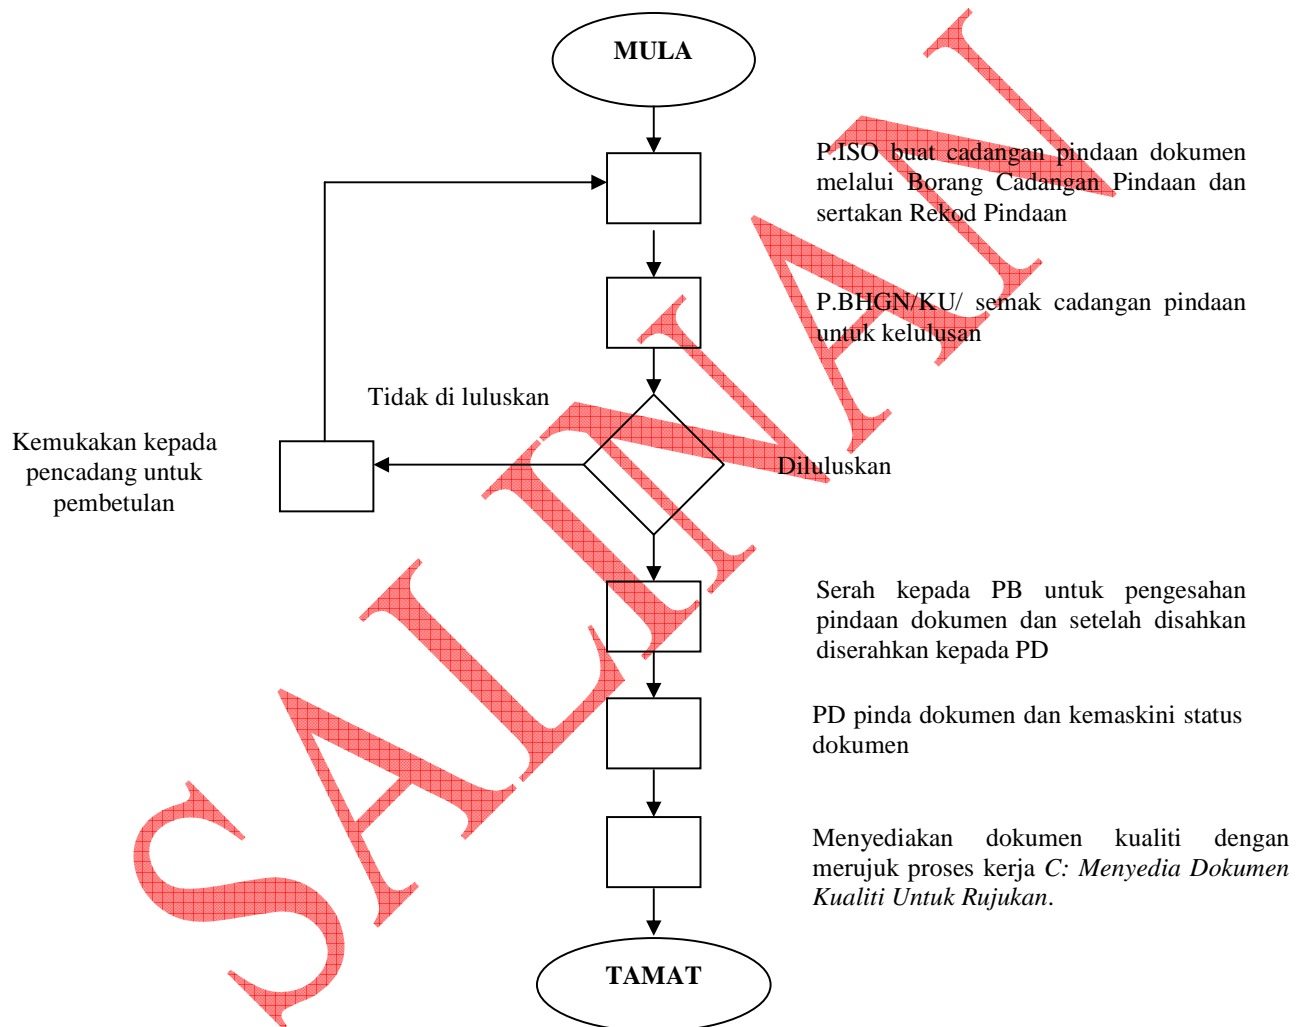 MULA
P.ISO buat cadangan pindaan dokumen
melalui Borang Cadangan Pindaan dan
sertakan Rekod Pindaan
P.BHGN/KU/ semak cadangan pindaan
untuk kelulusan
Tidak di luluskan
Kemukakan kepada
pencadang untuk
pembetulan
Diluluskan
Serah kepada PB untuk pengesahan
pindaan dokumen dan setelah disahkan
diserahkan kepada PD
PD pinda dokumen dan kemaskini status
dokumen
Menyediakan dokumen kualiti dengan
merujuk proses kerja C: Menyedia Dokumen
Kualiti Untuk Rujukan.
TAMAT
SALINAN